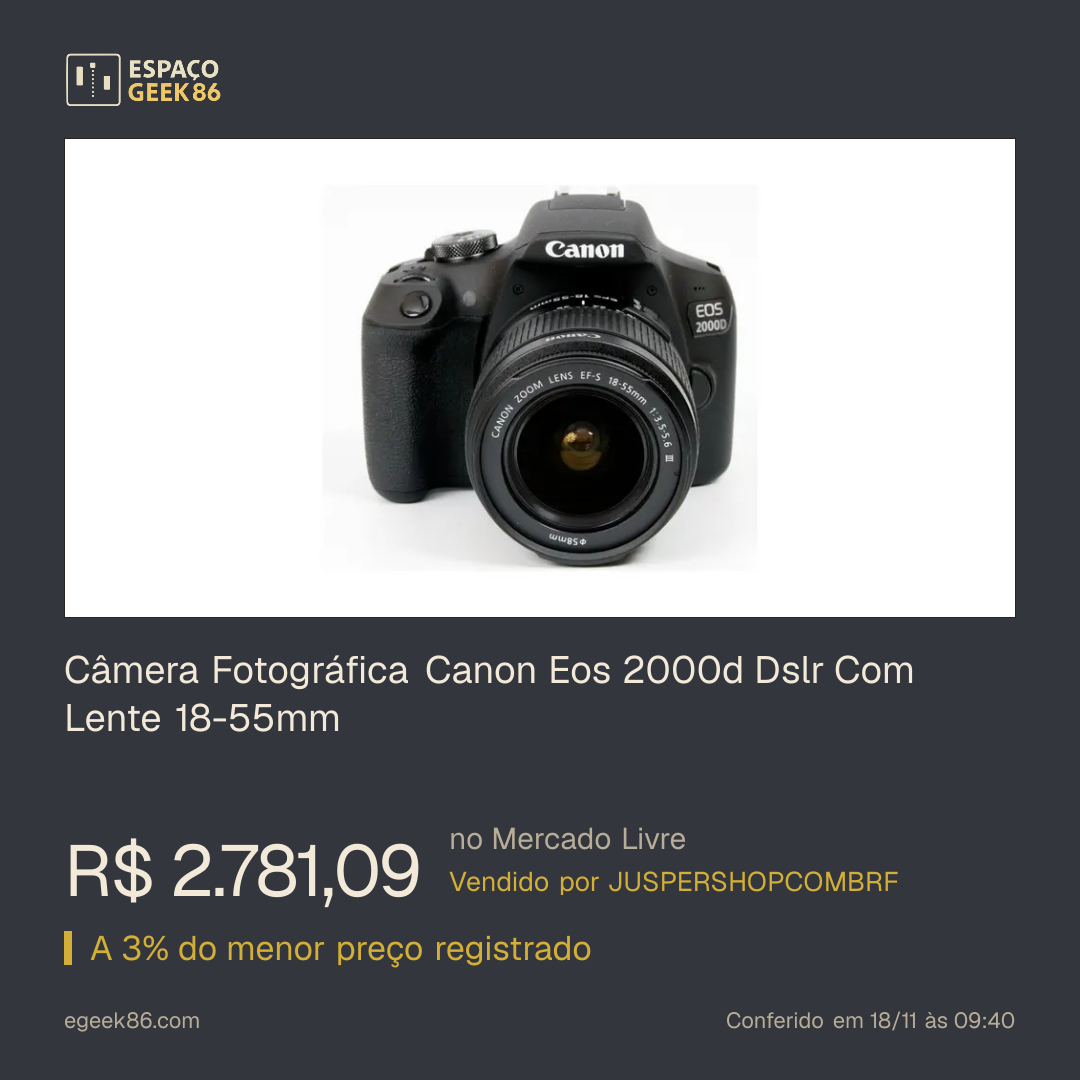 ESPAÇO
GEEK86
Canon
EOS
2000D
Canon
CANON ZOOM LENS EF-S 18-55mm 1:3.5-5.6 III
Φ58mm
Câmera Fotográfica Canon Eos 2000d Dslr Com
Lente 18-55mm
R$ 2.781,09
no Mercado Livre
Vendido por JUSPERSHOPCOMBRF
A 3% do menor preço registrado
egeek86.com
Conferido em 18/11 às 09:40